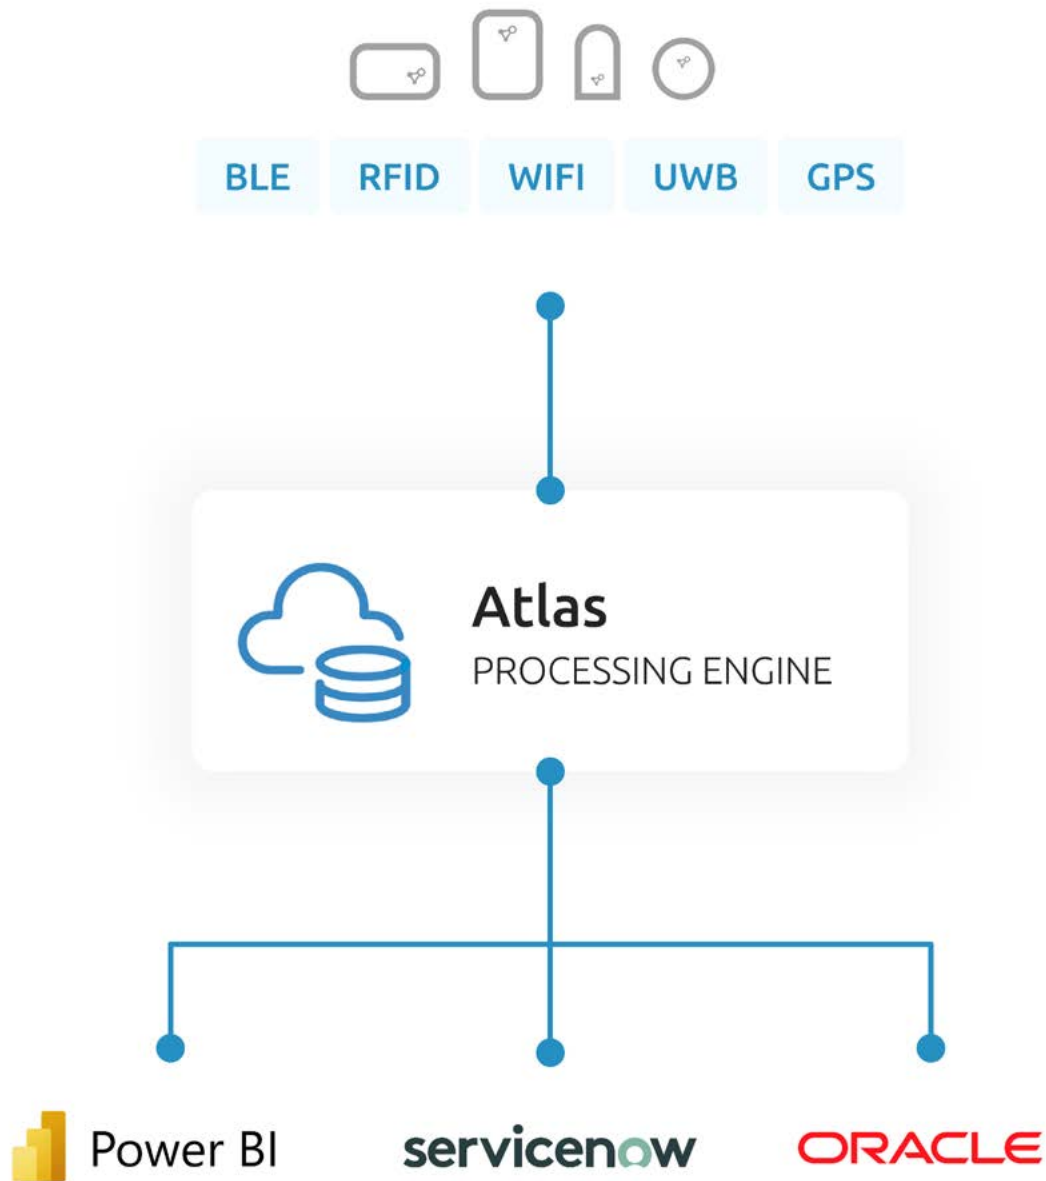 BLE RFID WIFI UWB GPS
Atlas
PROCESSING ENGINE
Power BI servicenow ORACLE